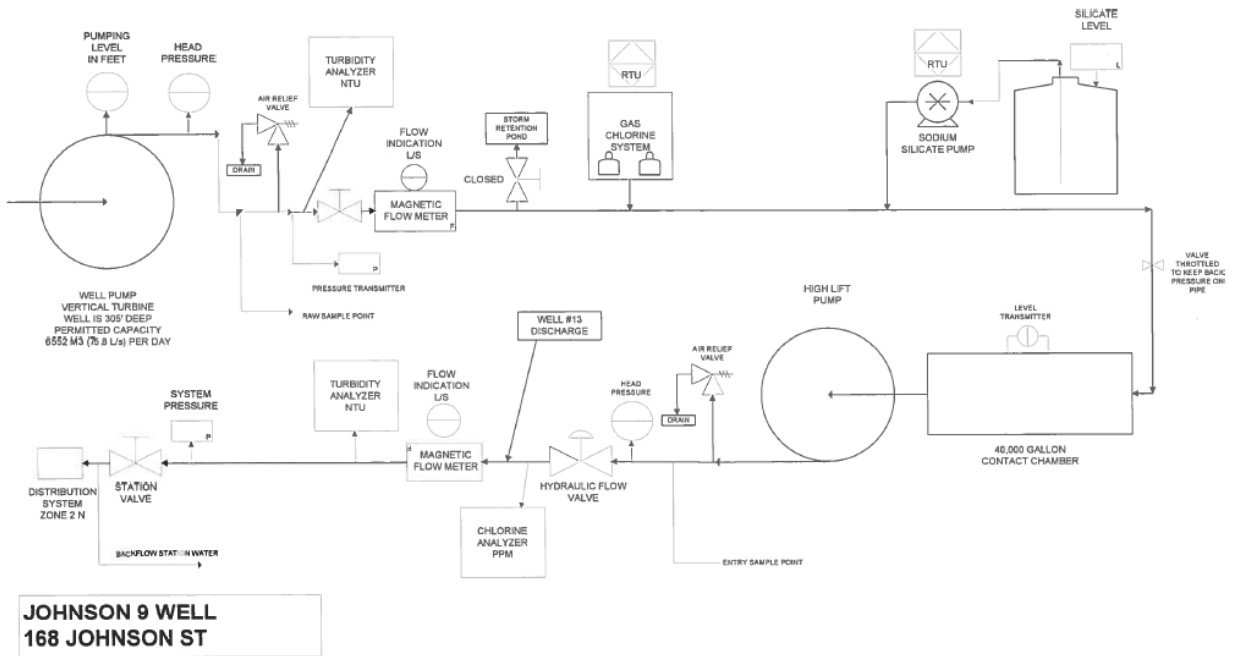 PUMPING
LEVEL
IN FEET
HEAD
PRESSURE
TURBIDITY
ANALYZER
NTU
AIR RELIEF
VALVE
DRAIN
FLOW
INDICATION
L/S
STORM
RETENTION
POND
CLOSED
MAGNETIC
FLOW METER
F
RTU
GAS
CHLORINE
SYSTEM
RTU
SODIUM
SILICATE PUMP
SILICATE
LEVEL
L
P
PRESSURE TRANSMITTER
RAW SAMPLE POINT
WELL PUMP
VERTICAL TURBINE
WELL IS 305' DEEP
PERMITTED CAPACITY
6552 M3 (75.8 L/s) PER DAY
VALVE
THROTTLED
TO KEEP BACK
PRESSURE ON
PIPE
HIGH LIFT
PUMP
LEVEL
TRANSMITTER
40,000 GALLON
CONTACT CHAMBER
WELL #13
DISCHARGE
AIR RELIEF
VALVE
HEAD
PRESSURE
DRAIN
SYSTEM
PRESSURE
P
TURBIDITY
ANALYZER
NTU
FLOW
INDICATION
L/S
MAGNETIC
FLOW METER
HYDRAULIC FLOW
VALVE
DISTRIBUTION
SYSTEM
ZONE 2 N
STATION
VALVE
CHLORINE
ANALYZER
PPM
BACKFLOW STATION WATER
ENTRY SAMPLE POINT
JOHNSON 9 WELL
168 JOHNSON ST